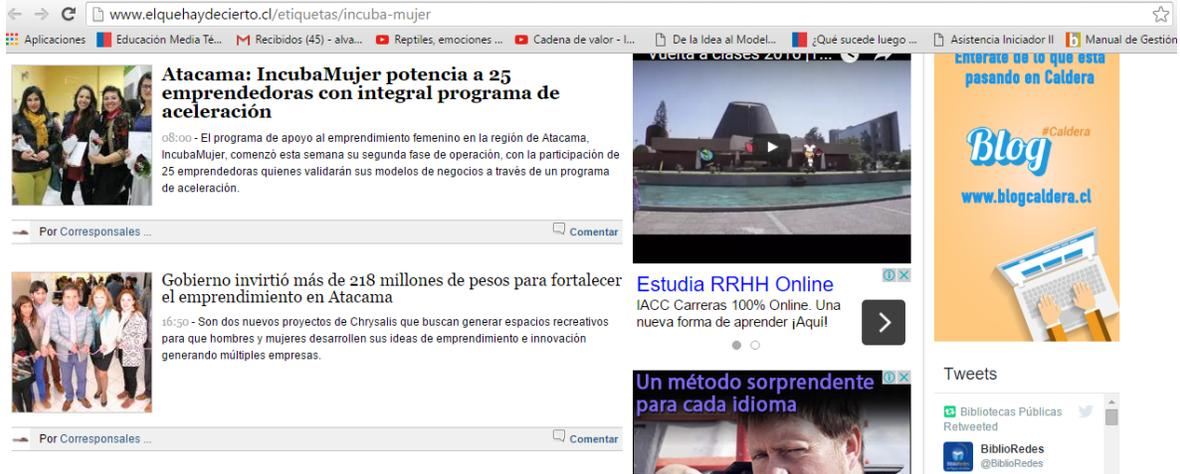 www.elquehaydecierto.cl/etiquetas/incuba-mujer
Aplicaciones
Educación Media Té...
Recibidos (45) - alva...
Reptiles, emociones ...
Cadena de valor - I...
De la Idea al Model...
¿Qué sucede luego ...
Asistencia Iniciador II
Manual de Gestión
Atacama: IncubaMujer potencia a 25
emprendedoras con integral programa de
aceleración
08:00 - El programa de apoyo al emprendimiento femenino en la región de Atacama,
IncubaMujer, comenzó esta semana su segunda fase de operación, con la participación de
25 emprendedoras quienes validarán sus modelos de negocios a través de un programa
de aceleración.
Por Corresponsales ...
Comentar
Gobierno invirtió más de 218 millones de pesos para fortalecer
el emprendimiento en Atacama
16:50 - Son dos nuevos proyectos de Chrysalis que buscan generar espacios recreativos
para que hombres y mujeres desarrollen sus ideas de emprendimiento e innovación
generando múltiples empresas.
Por Corresponsales ...
Comentar
Vuelta a clases 2016 | T...
Estudia RRHH Online
IACC Carreras 100% Online. Una
nueva forma de aprender ¡Aquí!
Un método sorprendente
para cada idioma
Entérate de lo que está
pasando en Caldera
#Caldera
Blog
www.blogcaldera.cl
Tweets
Bibliotecas Públicas
Retweeted
BiblioRedes
@BiblioRedes